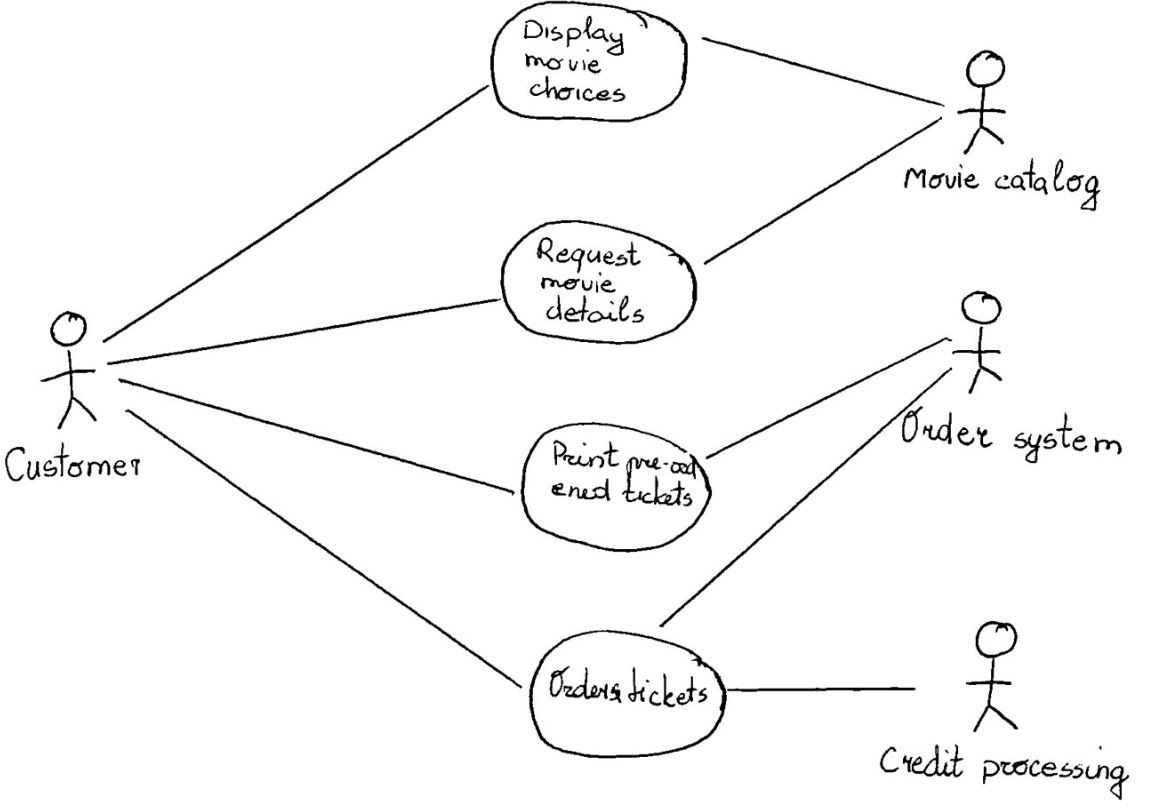 Display
movie
choices
Movie catalog
Request
movie
details
Customer
Order system
Print pre-ord
ered tickets
Orders tickets
Credit processing